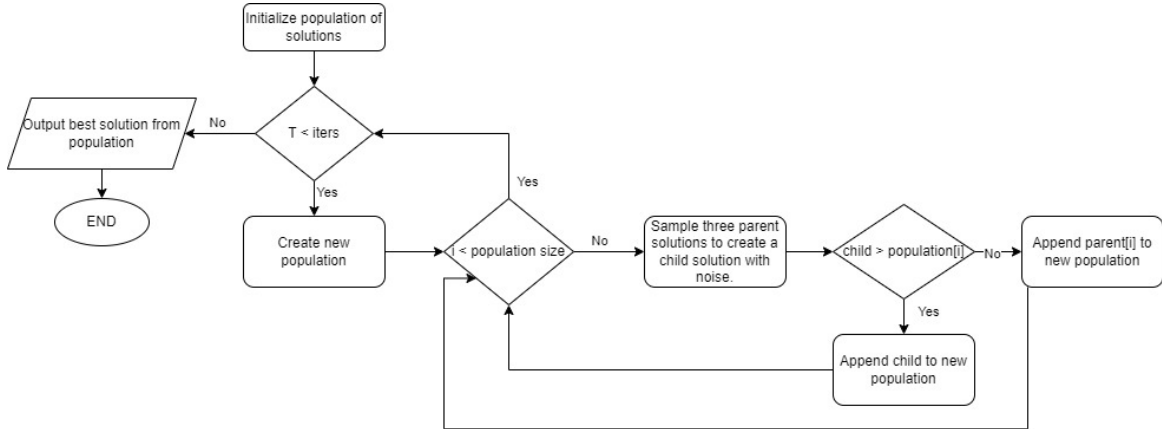 Initialize population of
solutions
Output best solution from
population
No
T < iters
Yes
END
Create new
population
Yes
i < population size
No
Sample three parent
solutions to create a
child solution with
noise.
child > population[i]
No
Append parent[i] to
new population
Yes
Append child to new
population